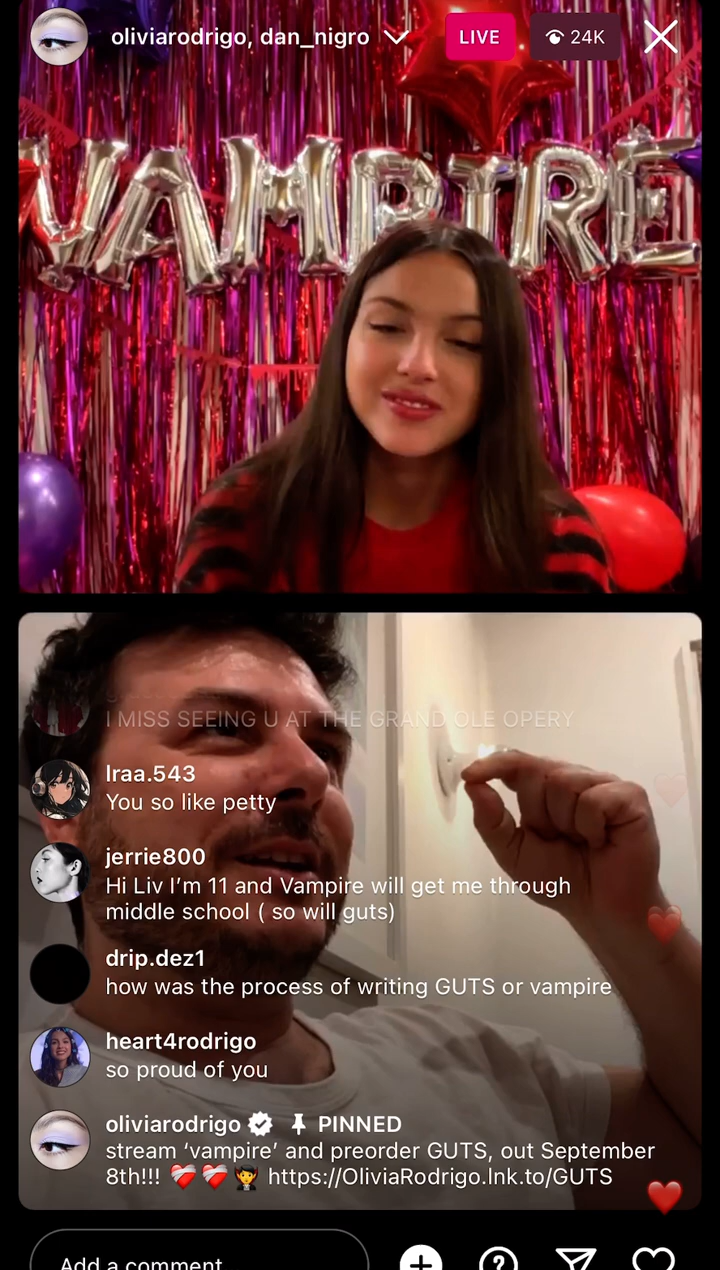 oliviarodrigo, dan_nigro
LIVE
24K
VAMPIRE
I MISS SEEING U AT THE GRAND OLE OPERY
lraa.543
You so like petty
jerrie800
Hi Liv I’m 11 and Vampire will get me through
middle school ( so will guts)
drip.dez1
how was the process of writing GUTS or vampire
heart4rodrigo
so proud of you
oliviarodrigo PINNED
stream ‘vampire’ and preorder GUTS, out September
8th!!! ❤️‍🩹❤️‍🩹🧛 https://OliviaRodrigo.lnk.to/GUTS
Add a comment